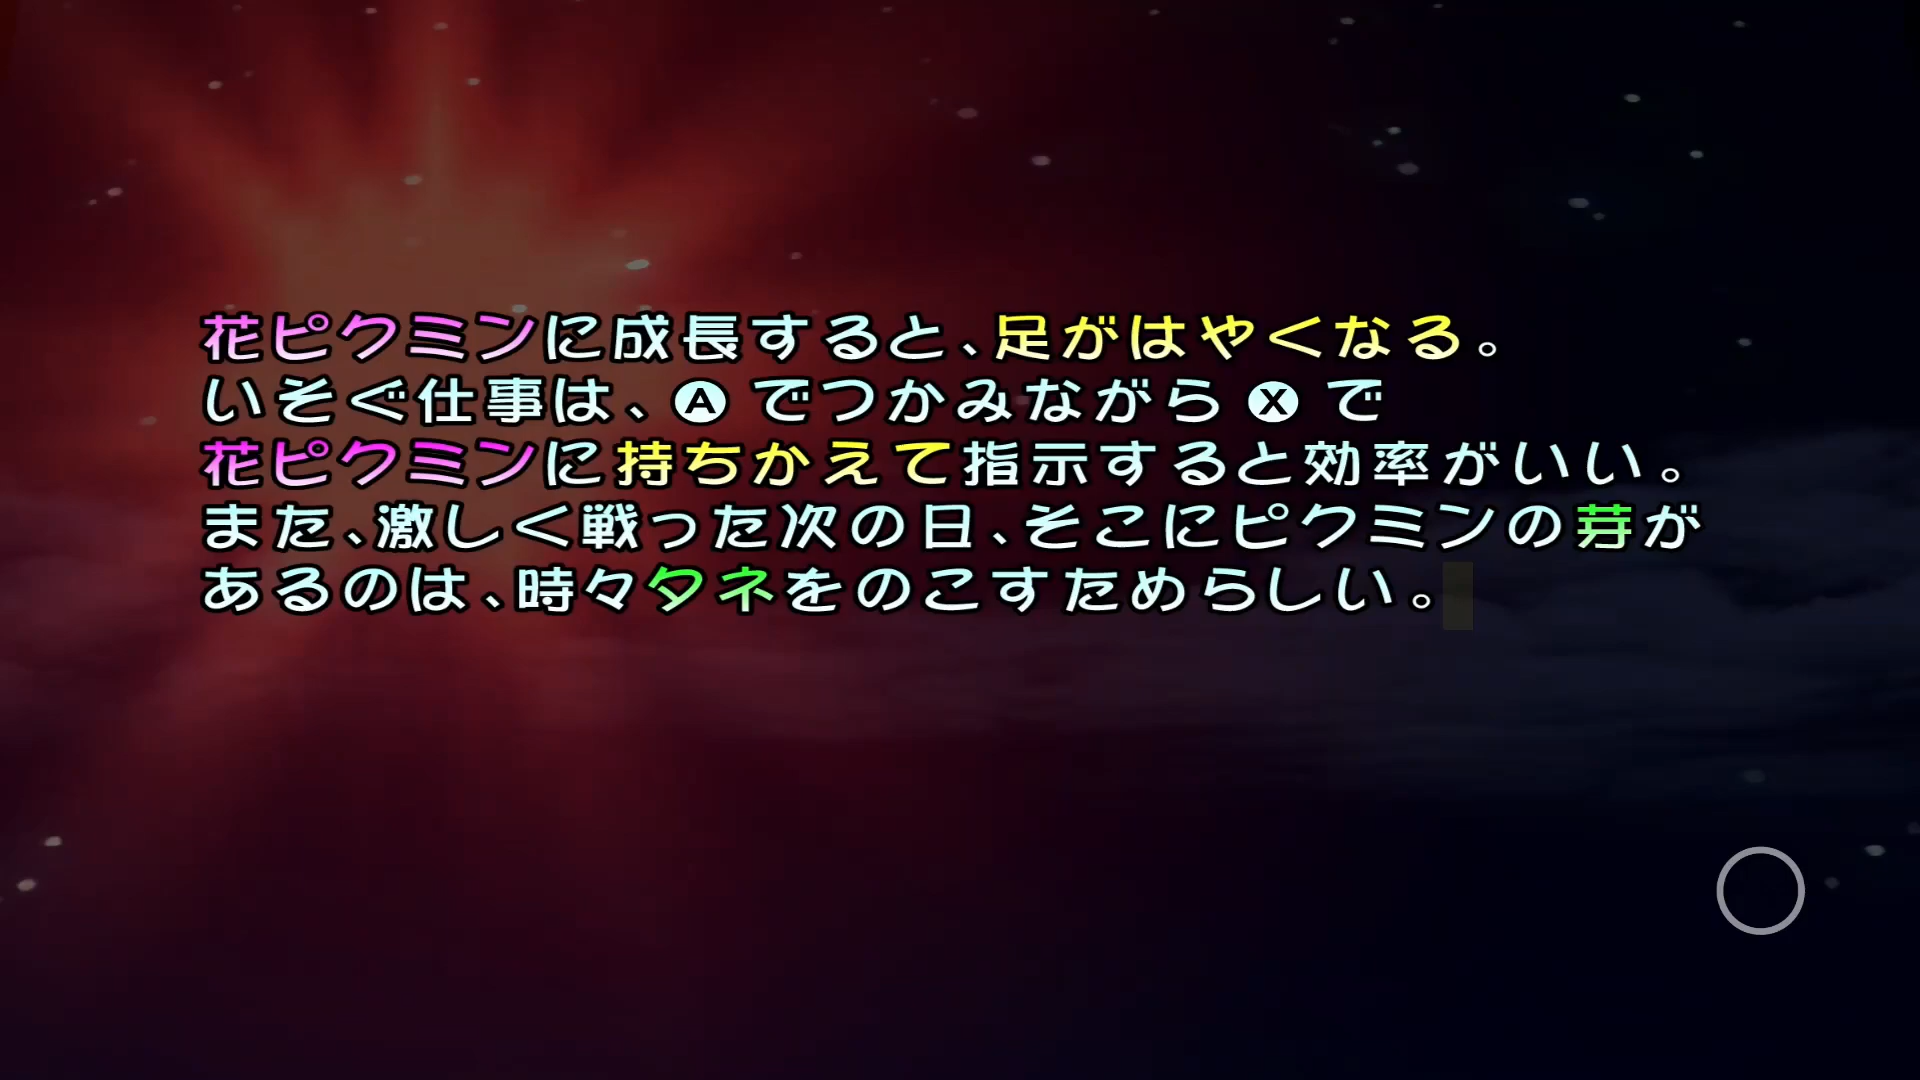 花ピクミンに成長すると、足がはやくなる。
いそぐ仕事は、Ⓐ でつかみながら Ⓧ で
花ピクミンに持ちかえて指示すると効率がいい。
また、激しく戦った次の日、そこにピクミンの芽が
あるのは、時々タネをのこすためらしい。